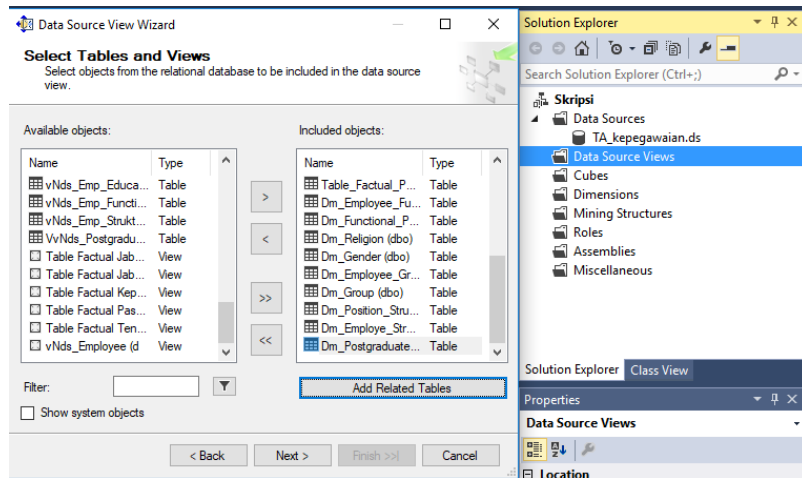 Data Source View Wizard
Select Tables and Views
Select objects from the relational database to be included in the data source
view.
Available objects:
Name Type
vNds_Emp_Educa... Table
vNds_Emp_Functi... Table
vNds_Emp_Strukt... Table
VvNds_Postgradu... Table
Table Factual Jab... View
Table Factual Jab... View
Table Factual Kep... View
Table Factual Pas... View
Table Factual Ten... View
vNds_Employee (d View
>
<
>>
<<
Included objects:
Name Type
Table_Factual_P... Table
Dm_Employee_Fu... Table
Dm_Functional_P... Table
Dm_Religion (dbo) Table
Dm_Gender (dbo) Table
Dm_Employee_Gr... Table
Dm_Group (dbo) Table
Dm_Position_Stru... Table
Dm_Employe_Str... Table
Dm_Postgraduate... Table
Filter:
Add Related Tables
Show system objects
< Back Next > Finish >>| Cancel
Solution Explorer
Search Solution Explorer (Ctrl+;)
Skripsi
Data Sources
TA_kepegawaian.ds
Data Source Views
Cubes
Dimensions
Mining Structures
Roles
Assemblies
Miscellaneous
Solution Explorer Class View
Properties
Data Source Views
Location